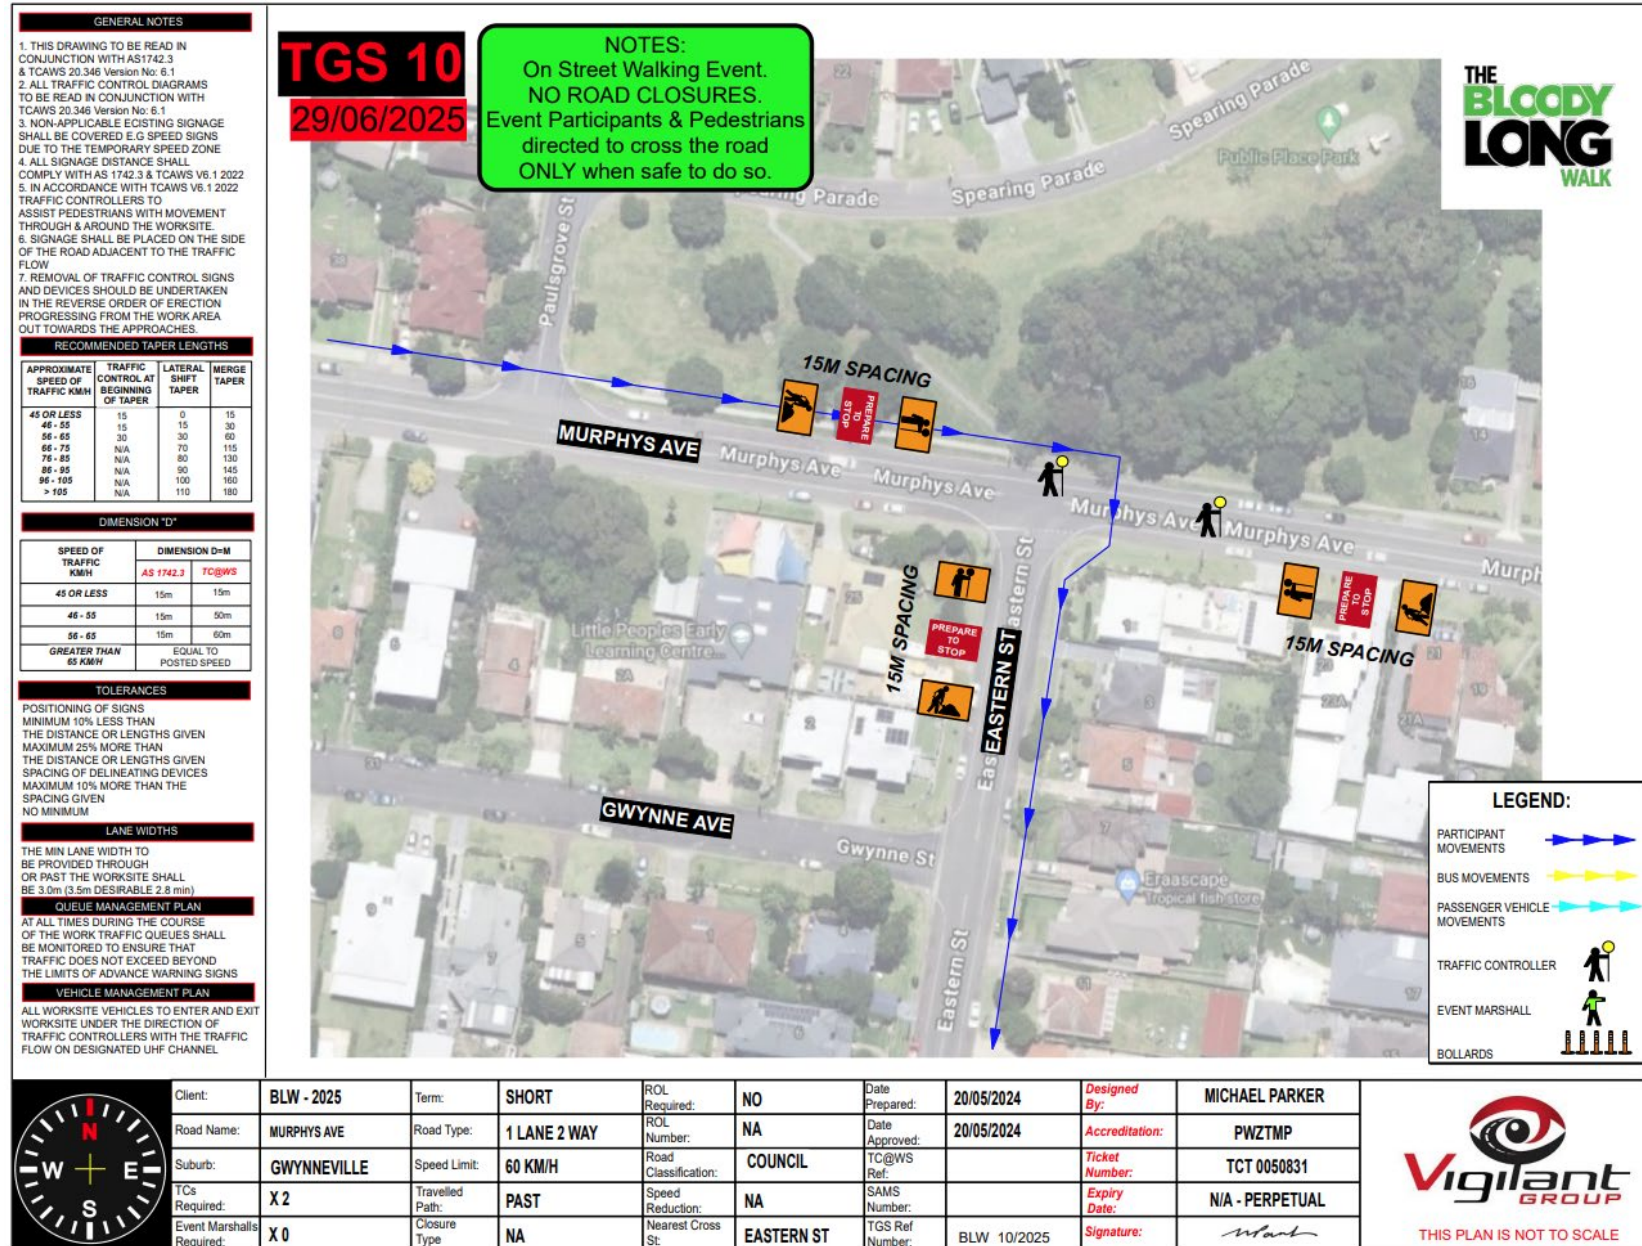 GENERAL NOTES
1. THIS DRAWING TO BE READ IN
CONJUNCTION WITH AS1742.3
& TCAWS 20.346 Version No: 6.1
2. ALL TRAFFIC CONTROL DIAGRAMS
TO BE READ IN CONJUNCTION WITH
TCAWS 20.346 Version No: 6.1
3. NON-APPLICABLE ECISTING SIGNAGE
SHALL BE COVERED E.G SPEED SIGNS
DUE TO THE TEMPORARY SPEED ZONE
4. ALL SIGNAGE DISTANCE SHALL
COMPLY WITH AS 1742.3 & TCAWS V6.1 2022
5. IN ACCORDANCE WITH TCAWS V6.1 2022
TRAFFIC CONTROLLERS TO
ASSIST PEDESTRIANS WITH MOVEMENT
THROUGH & AROUND THE WORKSITE.
6. SIGNAGE SHALL BE PLACED ON THE SIDE
OF THE ROAD ADJACENT TO THE TRAFFIC
FLOW
7. REMOVAL OF TRAFFIC CONTROL SIGNS
AND DEVICES SHOULD BE UNDERTAKEN
IN THE REVERSE ORDER OF ERECTION
PROGRESSING FROM THE WORK AREA
OUT TOWARDS THE APPROACHES.
RECOMMENDED TAPER LENGTHS
APPROXIMATE SPEED OF TRAFFIC KM/H TRAFFIC CONTROL AT BEGINNING OF TAPER LATERAL SHIFT TAPER MERGE TAPER
45 OR LESS 15 0 15
46 - 55 15 15 30
56 - 65 30 30 60
66 - 75 N/A 70 115
76 - 85 N/A 80 130
86 - 95 N/A 90 145
96 - 105 N/A 100 160
> 105 N/A 110 180
DIMENSION "D"
SPEED OF TRAFFIC KM/H DIMENSION D=M
AS 1742.3 TC@WS
45 OR LESS 15m 15m
46 - 55 15m 50m
56 - 65 15m 60m
GREATER THAN 65 KM/H EQUAL TO POSTED SPEED
TOLERANCES
POSITIONING OF SIGNS
MINIMUM 10% LESS THAN
THE DISTANCE OR LENGTHS GIVEN
MAXIMUM 25% MORE THAN
THE DISTANCE OR LENGTHS GIVEN
SPACING OF DELINEATING DEVICES
MAXIMUM 10% MORE THAN THE
SPACING GIVEN
NO MINIMUM
LANE WIDTHS
THE MIN LANE WIDTH TO
BE PROVIDED THROUGH
OR PAST THE WORKSITE SHALL
BE 3.0m (3.5m DESIRABLE 2.8 min)
QUEUE MANAGEMENT PLAN
AT ALL TIMES DURING THE COURSE
OF THE WORK TRAFFIC QUEUES SHALL
BE MONITORED TO ENSURE THAT
TRAFFIC DOES NOT EXCEED BEYOND
THE LIMITS OF ADVANCE WARNING SIGNS
VEHICLE MANAGEMENT PLAN
ALL WORKSITE VEHICLES TO ENTER AND EXIT
WORKSITE UNDER THE DIRECTION OF
TRAFFIC CONTROLLERS WITH THE TRAFFIC
FLOW ON DESIGNATED UHF CHANNEL
TGS 10
29/06/2025
NOTES:
On Street Walking Event.
NO ROAD CLOSURES.
Event Participants & Pedestrians
directed to cross the road
ONLY when safe to do so.
THE
BLOODY
LONG
WALK
22
Spearing Parade
Public Place Park
Spearing Parade
Parade
Paulsgrove St
15M SPACING
PREPARE TO STOP
MURPHYS AVE
Murphys Ave
Murphys Ave
Murphys Ave
Murphys Ave
Murph
16
14
25
Little Peoples Early
Learning Centre...
15M SPACING
PREPARE TO STOP
Eastern St
EASTERN ST
15M SPACING
PREPARE TO STOP
6
4
2A
2
3
5
23
23A
21
21A
19
31
GWYNNE AVE
Gwynne St
Eas
7
Eraascape
Tropical fish store
9
7
5
4
6
11
17
Eastern St
LEGEND:
PARTICIPANT
MOVEMENTS
BUS MOVEMENTS
PASSENGER VEHICLE
MOVEMENTS
TRAFFIC CONTROLLER
EVENT MARSHALL
BOLLARDS
N
W E
S
Client: BLW - 2025 Term: SHORT ROL Required: NO Date Prepared: 20/05/2024 Designed By: MICHAEL PARKER
Road Name: MURPHYS AVE Road Type: 1 LANE 2 WAY ROL Number: NA Date Approved: 20/05/2024 Accreditation: PWZTMP
Suburb: GWYNNEVILLE Speed Limit: 60 KM/H Road Classification: COUNCIL TC@WS Ref: Ticket Number: TCT 0050831
TCs Required: X 2 Travelled Path: PAST Speed Reduction: NA SAMS Number: Expiry Date: N/A - PERPETUAL
Event Marshalls Required: X 0 Closure Type NA Nearest Cross St: EASTERN ST TGS Ref Number: BLW 10/2025 Signature:
Vigilant
GROUP
THIS PLAN IS NOT TO SCALE